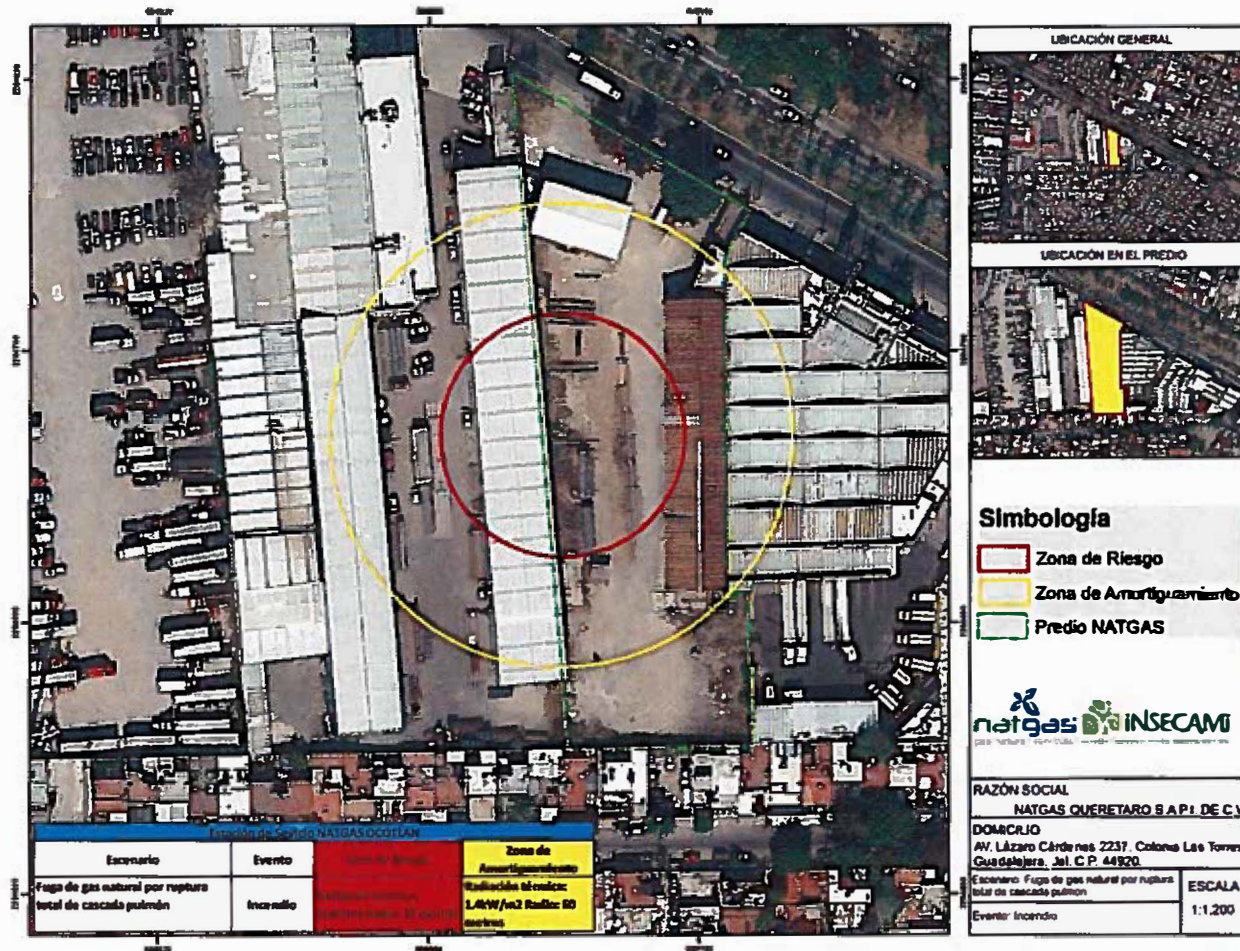 UBICACIÓN GENERAL
UBICACIÓN EN EL PREDIO
Simbología
Zona de Riesgo
Zona de Amortiguamiento
Predio NATGAS
natgas INSECAMI
RAZÓN SOCIAL
NATGAS QUERETARO S A P I DE C V
DOMICILIO
AV. Lázaro Cárdenas 2237. Colonia Las Torres
Guadalajara. Jal. C.P. 44920.
Escenario: Fuga de gas natural por ruptura
total de cascada pulmón
Evento: Incendio
ESCALA
1:1,200
Estación de Servicio NATGAS OCOTLAN
Escenario
Evento
Zona de
Amortiguamiento
Fuga de gas natural por ruptura
total de cascada pulmón
Incendio
Radiación térmica:
1.4kW/m2 Radio: 60
metros